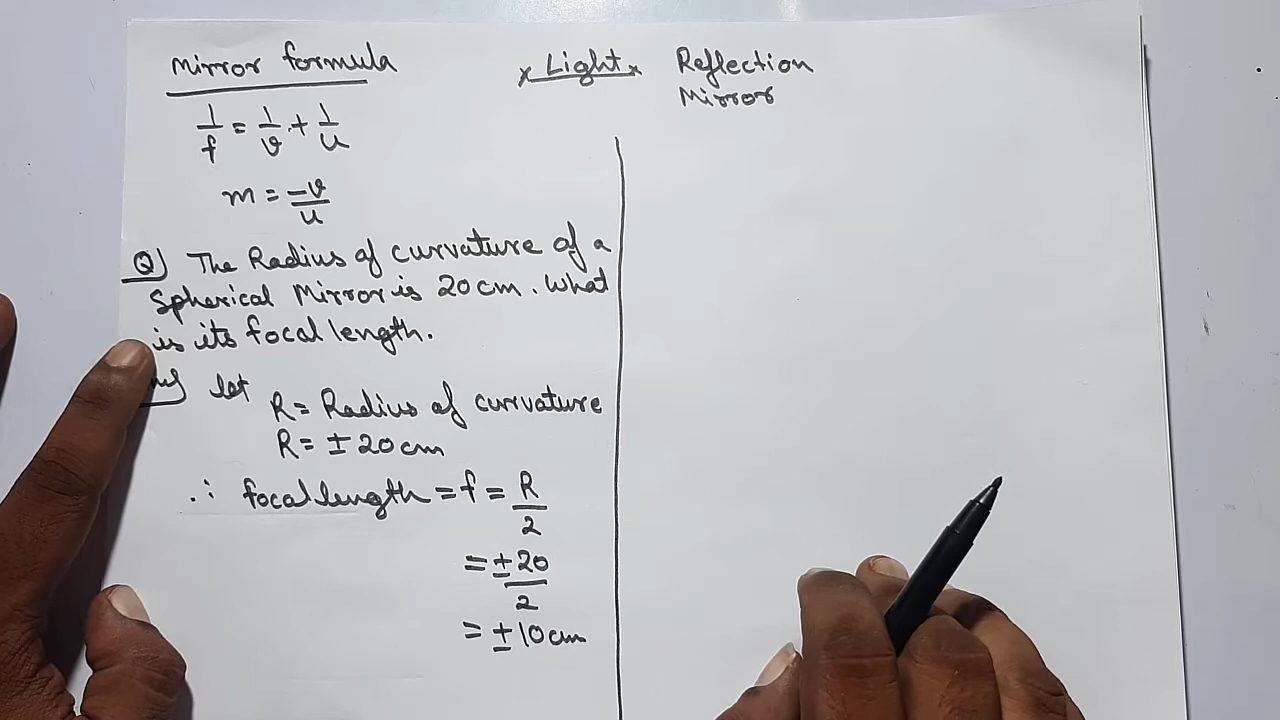 Mirror formula
x Light x
Reflection
Mirror
1/f = 1/v + 1/u
m = -v/u
Q) The Radius of curvature of a
spherical Mirror is 20 cm. What
is its focal length.
let
R = Radius of curvature
R = ± 20 cm
∴ focal length = f = R/2
= ± 20/2
= ± 10 cm